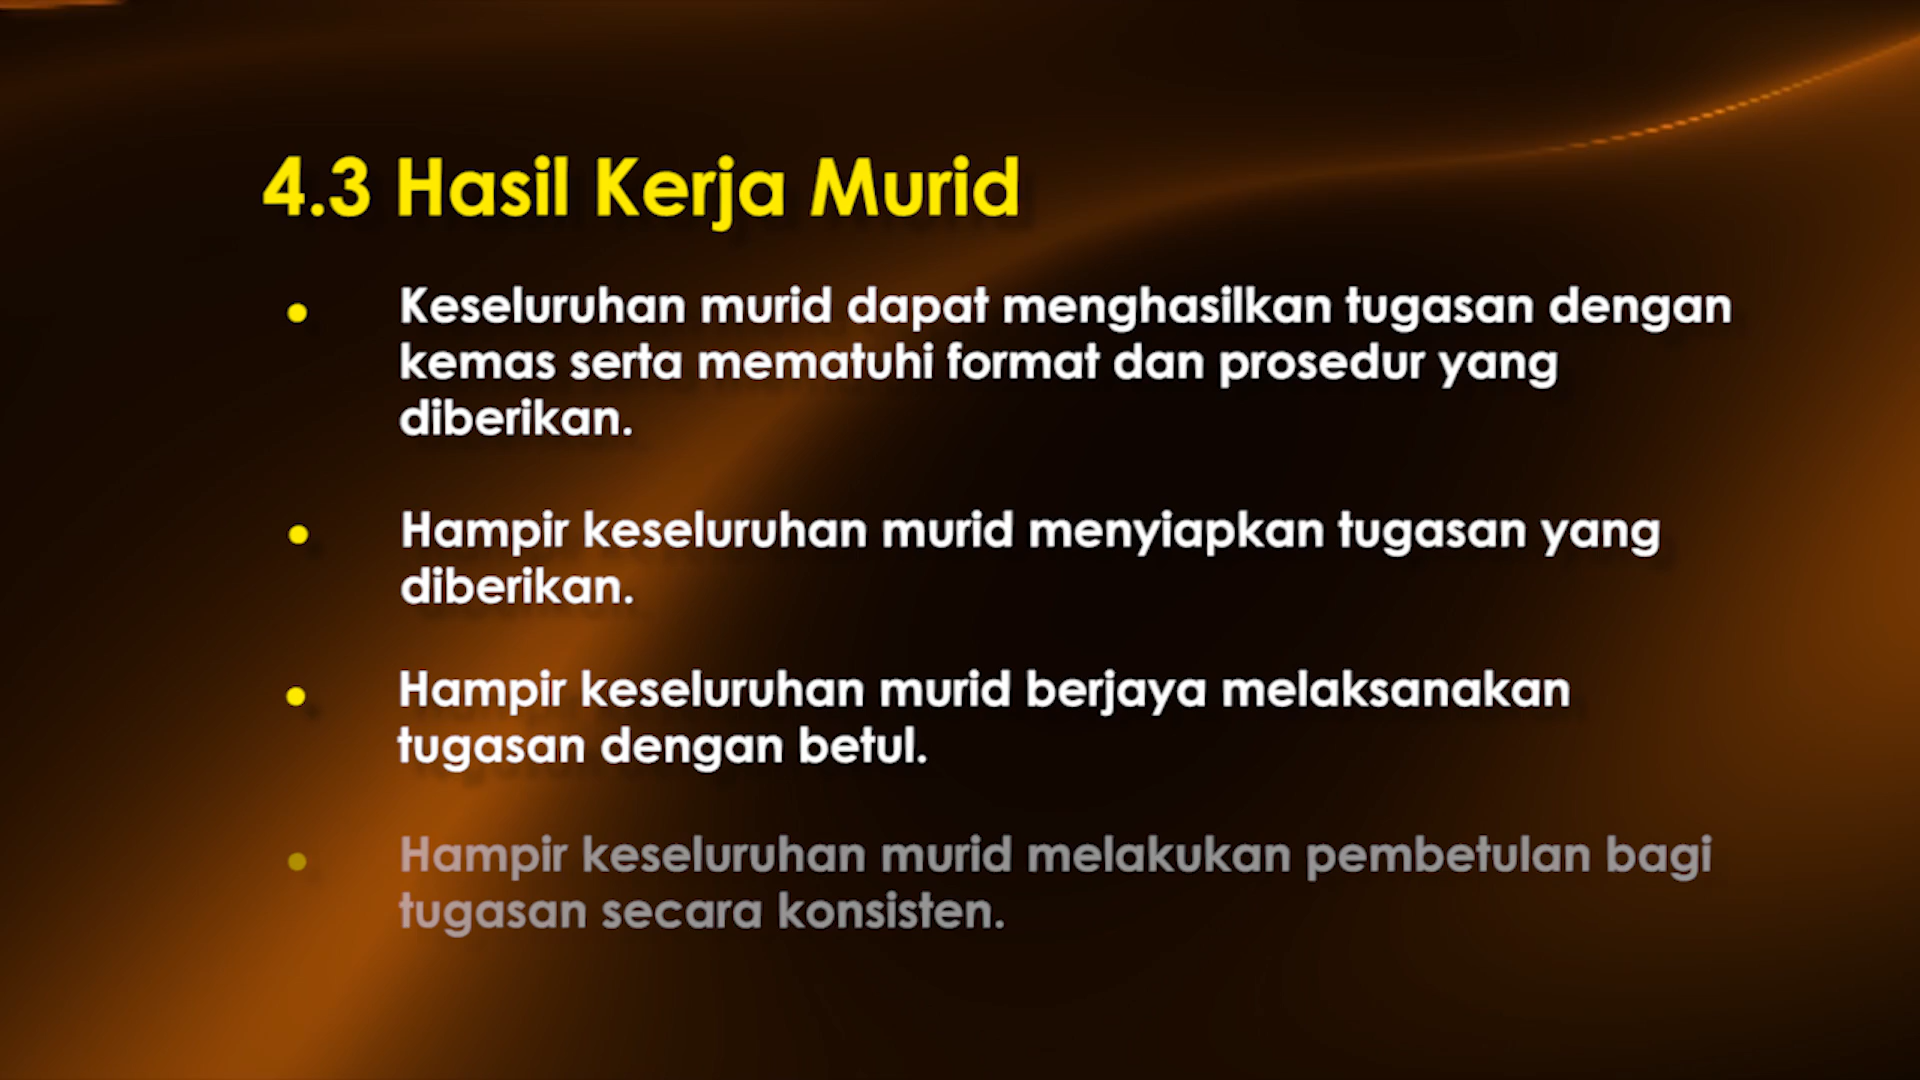 4.3 Hasil Kerja Murid
• Keseluruhan murid dapat menghasilkan tugasan dengan
kemas serta mematuhi format dan prosedur yang
diberikan.
• Hampir keseluruhan murid menyiapkan tugasan yang
diberikan.
• Hampir keseluruhan murid berjaya melaksanakan
tugasan dengan betul.
• Hampir keseluruhan murid melakukan pembetulan bagi
tugasan secara konsisten.